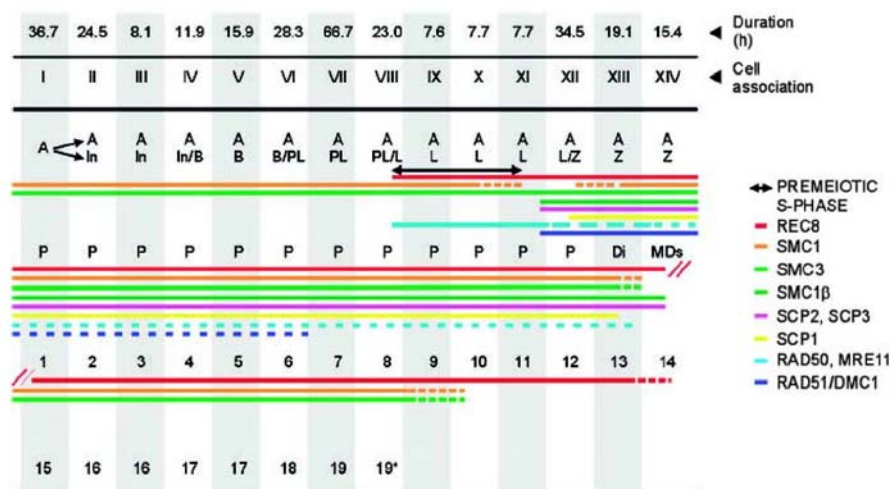 36.7 24.5 8.1 11.9 15.9 28.3 66.7 23.0 7.6 7.7 7.7 34.5 19.1 15.4 Duration (h)
I II III IV V VI VII VIII IX X XI XII XIII XIV Cell association
A A A A A A A A A A A A A A
In In In/B B B/PL PL PL/L L L L L/Z Z Z
PREMEIOTIC
S-PHASE
REC8
SMC1
SMC3
SMC1β
SCP2, SCP3
SCP1
RAD50, MRE11
RAD51/DMC1
P P P P P P P P P P P P Di MDs
1 2 3 4 5 6 7 8 9 10 11 12 13 14
15 16 16 17 17 18 19 19*